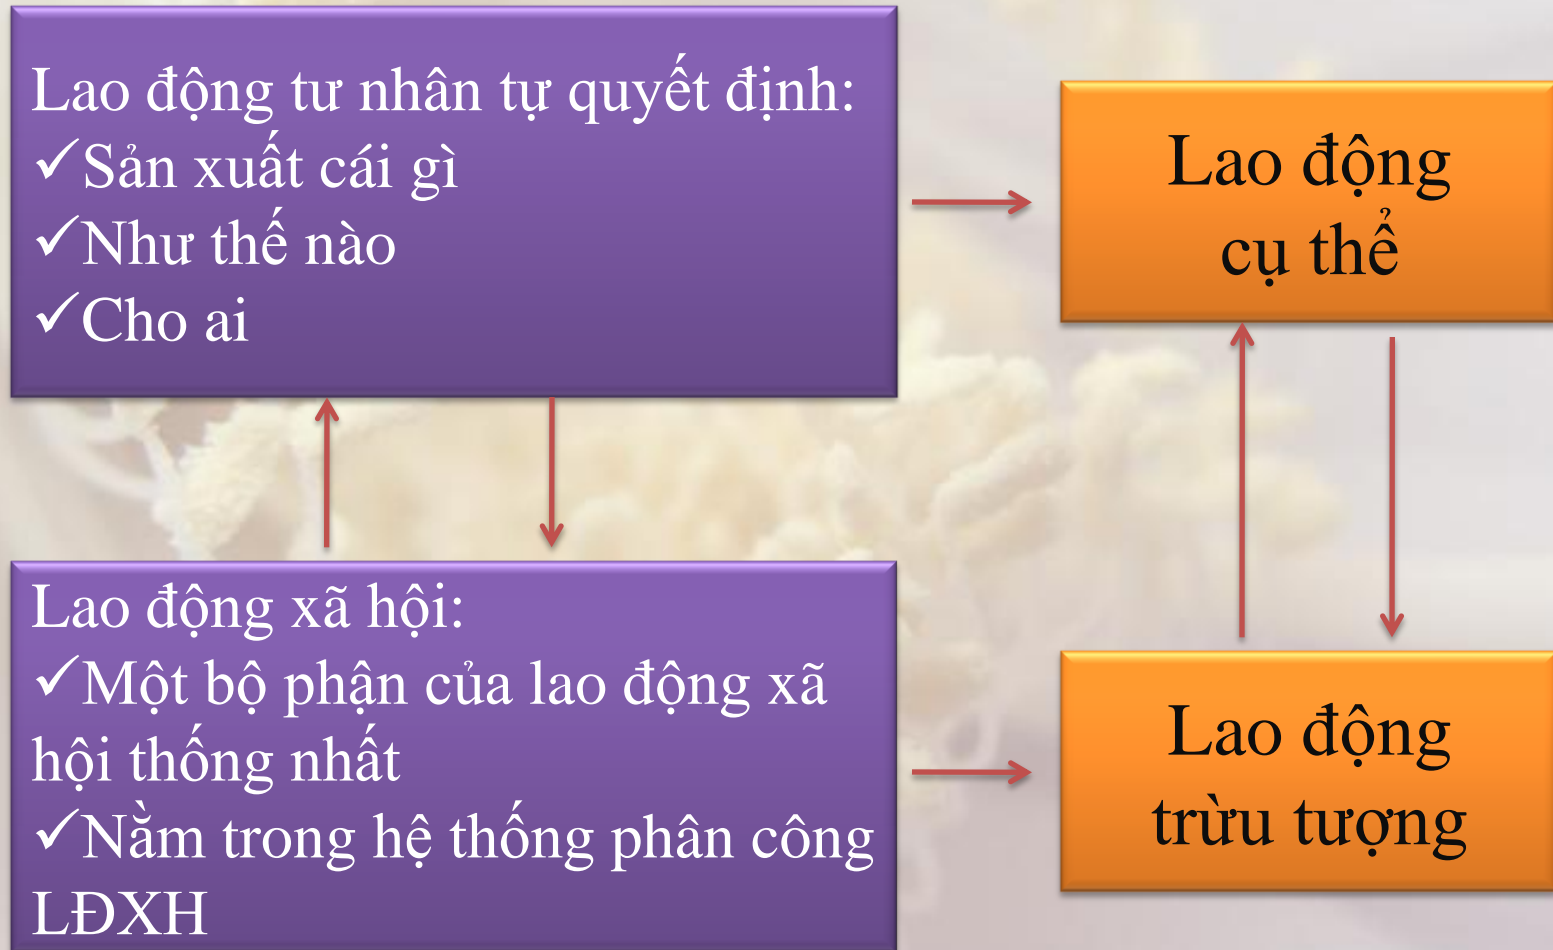 Lao động tư nhân tự quyết định:
✓Sản xuất cái gì
✓Như thế nào
✓Cho ai
Lao động
cụ thể
Lao động xã hội:
✓Một bộ phận của lao động xã
hội thống nhất
✓Nằm trong hệ thống phân công
LĐXH
Lao động
trừu tượng